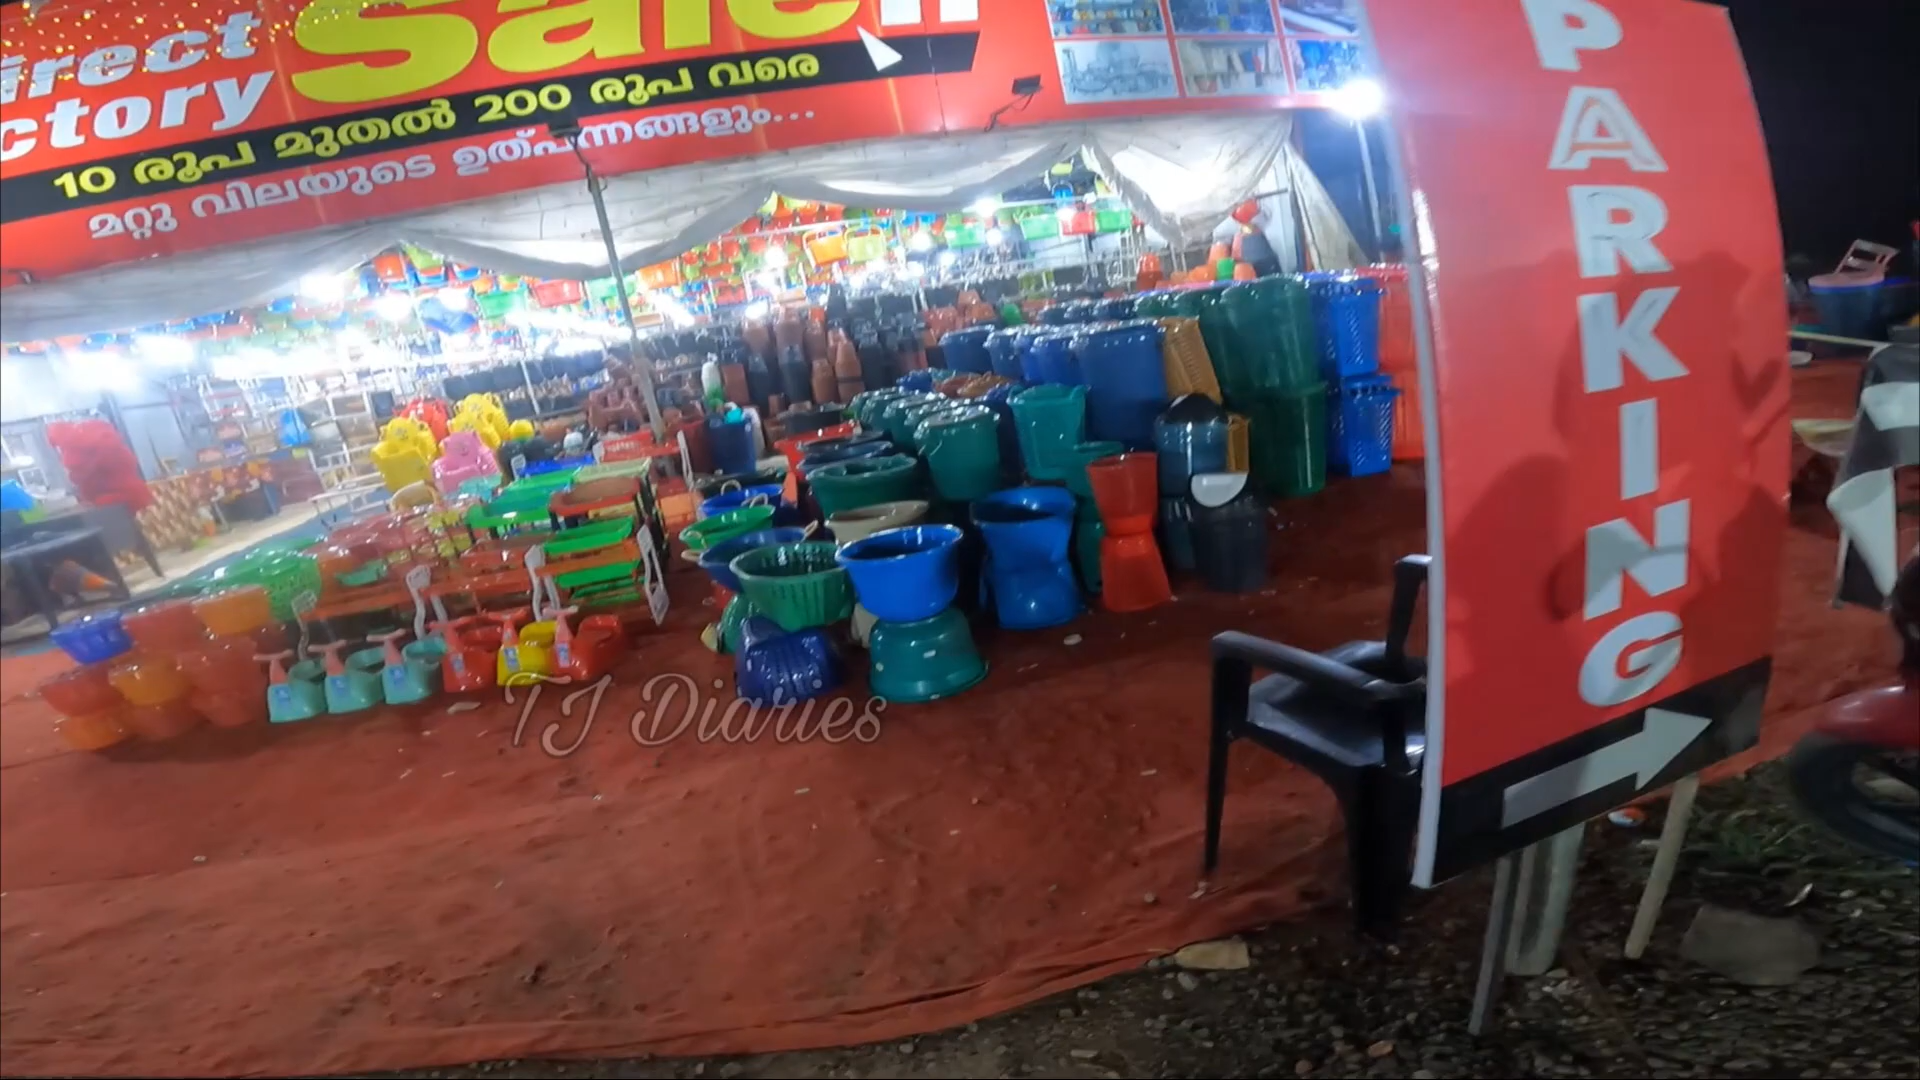 irect
ctory
Sale!!
10 രൂപ മുതൽ 200 രൂപ വരെ
മറ്റു വിലയുടെ ഉത്പന്നങ്ങളും...
PARKING
TJ Diaries